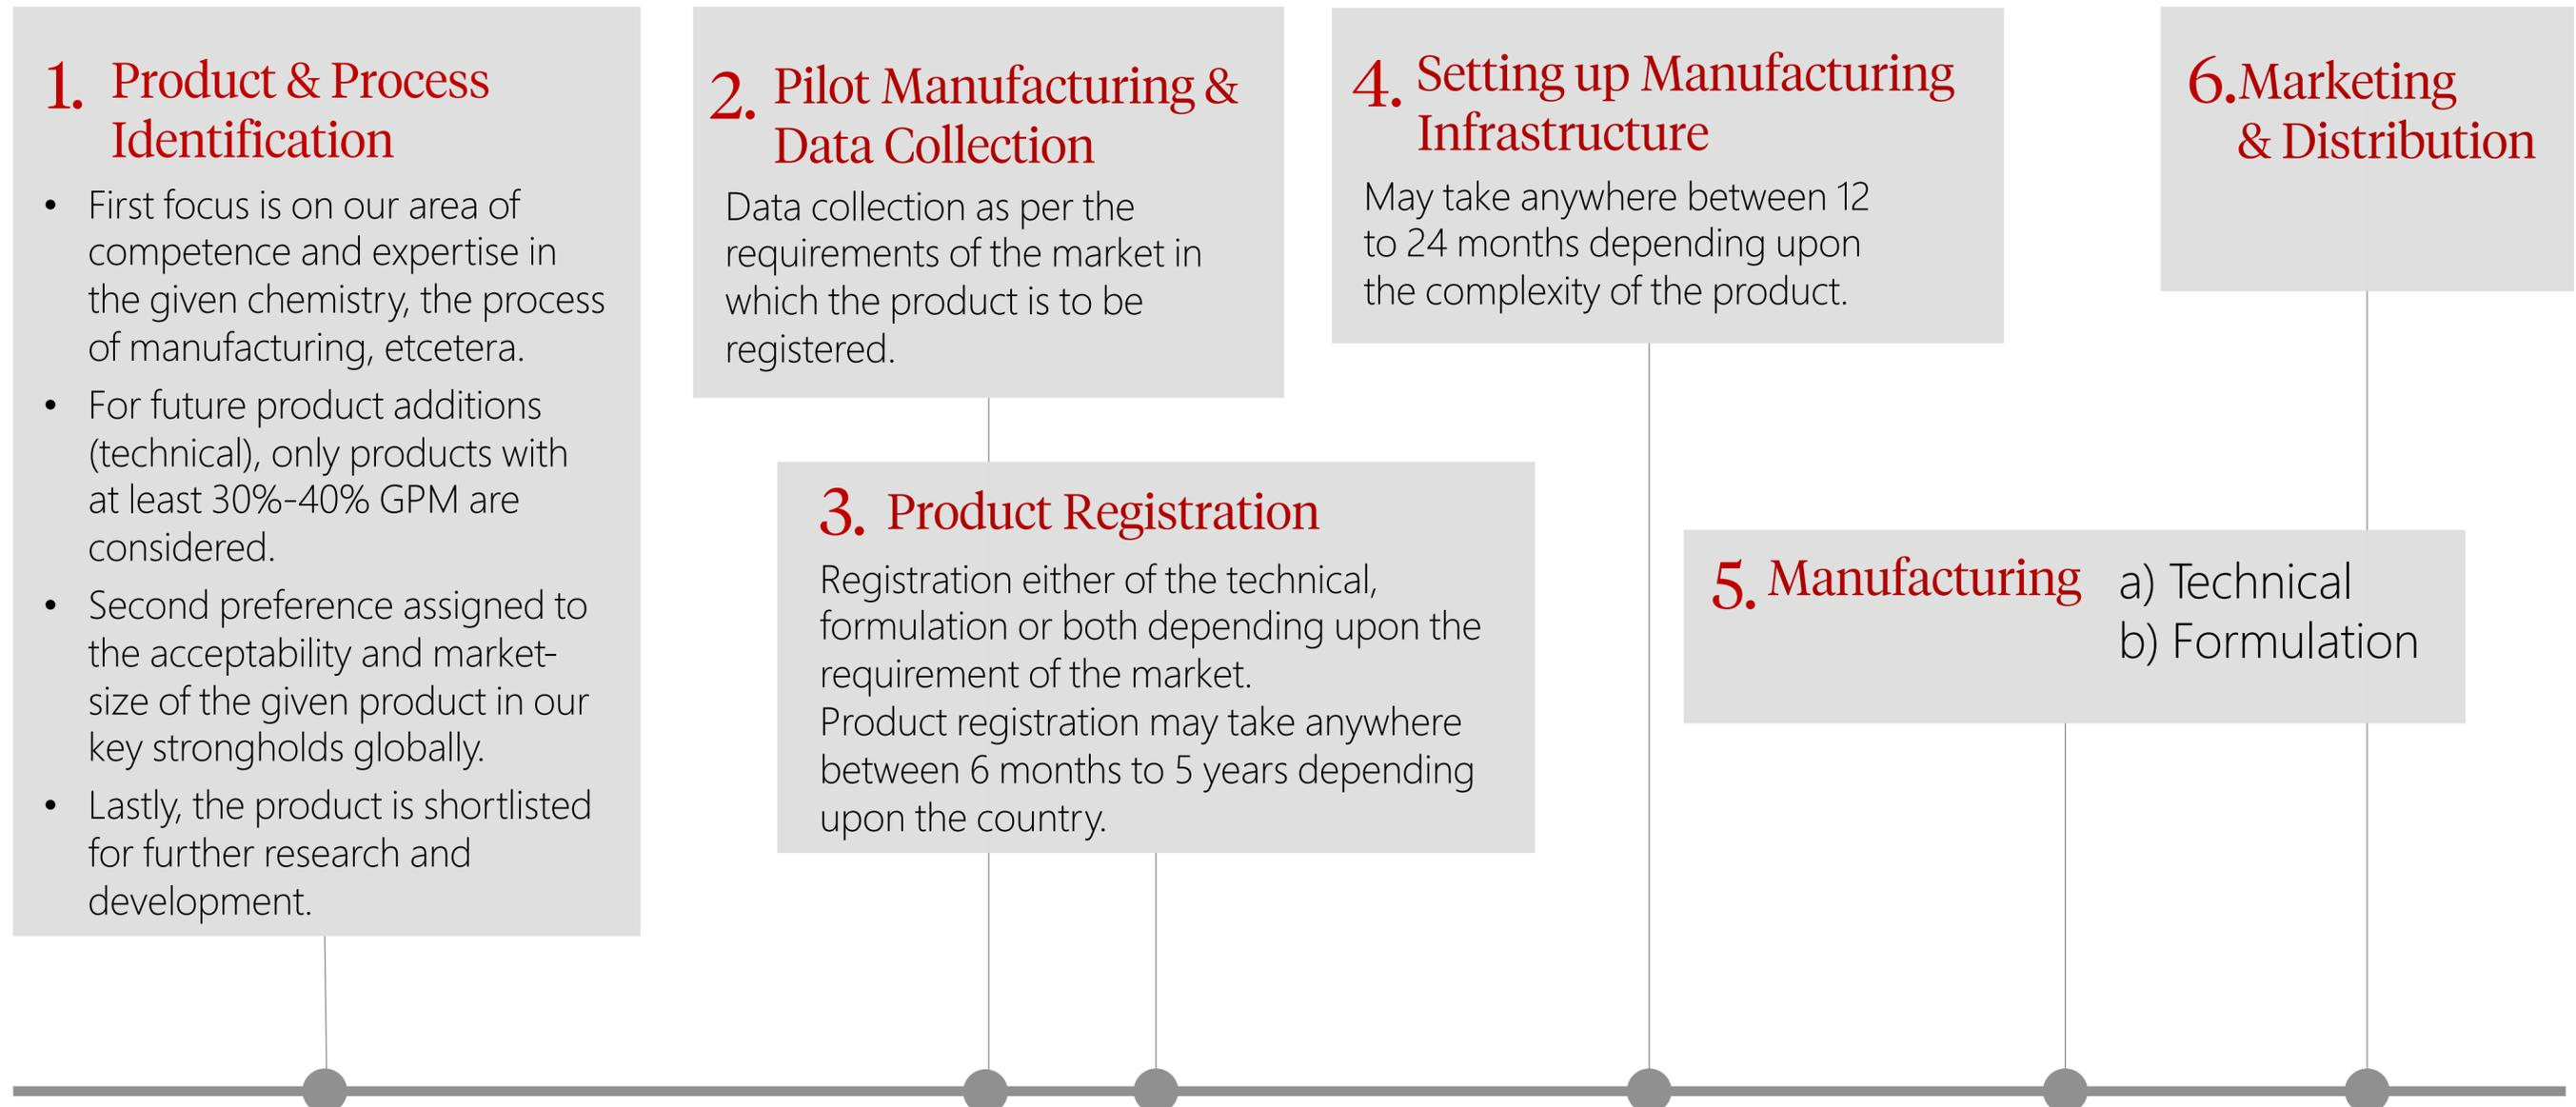 1. Product & Process
Identification
• First focus is on our area of
competence and expertise in
the given chemistry, the process
of manufacturing, etcetera.
• For future product additions
(technical), only products with
at least 30%-40% GPM are
considered.
• Second preference assigned to
the acceptability and market-
size of the given product in our
key strongholds globally.
• Lastly, the product is shortlisted
for further research and
development.
2. Pilot Manufacturing &
Data Collection
Data collection as per the
requirements of the market in
which the product is to be
registered.
3. Product Registration
Registration either of the technical,
formulation or both depending upon the
requirement of the market.
Product registration may take anywhere
between 6 months to 5 years depending
upon the country.
4. Setting up Manufacturing
Infrastructure
May take anywhere between 12
to 24 months depending upon
the complexity of the product.
5. Manufacturing a) Technical
b) Formulation
6. Marketing
& Distribution